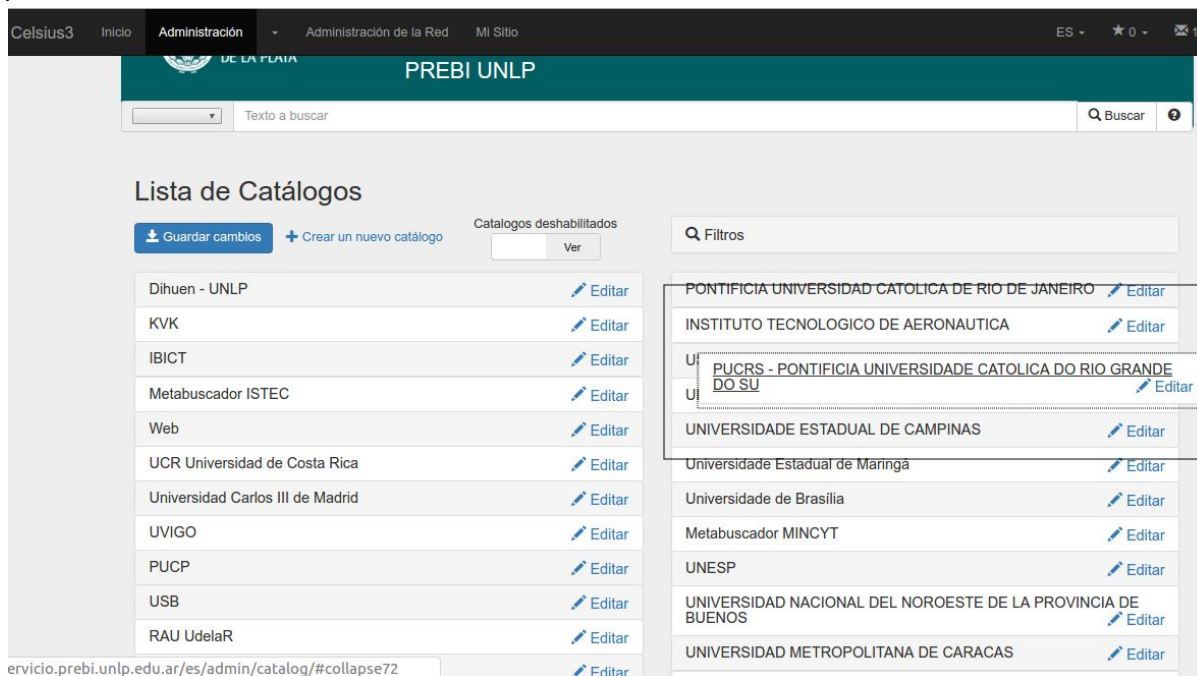 Celsius3 Inicio Administración Administración de la Red Mi Sitio ES 0 1
DE LA PLATA
PREBI UNLP
Texto a buscar Buscar
Lista de Catálogos
Guardar cambios Crear un nuevo catálogo
Catalogos deshabilitados
Ver
Filtros
Dihuen - UNLP Editar
KVK Editar
IBICT Editar
Metabuscador ISTEC Editar
Web Editar
UCR Universidad de Costa Rica Editar
Universidad Carlos III de Madrid Editar
UVIGO Editar
PUCP Editar
USB Editar
RAU UdelaR Editar
Editar
PONTIFICIA UNIVERSIDAD CATOLICA DE RIO DE JANEIRO Editar
INSTITUTO TECNOLOGICO DE AERONAUTICA Editar
PUCRS - PONTIFICIA UNIVERSIDADE CATOLICA DO RIO GRANDE
DO SU Editar
UNIVERSIDADE ESTADUAL DE CAMPINAS Editar
Universidade Estadual de Maringá Editar
Universidade de Brasília Editar
Metabuscador MINCYT Editar
UNESP Editar
UNIVERSIDAD NACIONAL DEL NOROESTE DE LA PROVINCIA DE
BUENOS Editar
UNIVERSIDAD METROPOLITANA DE CARACAS Editar
ervicio.prebi.unlp.edu.ar/es/admin/catalog/#collapse72